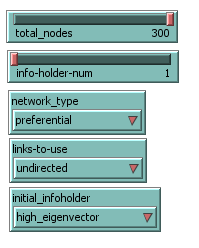 total_nodes 300
info-holder-num 1
network_type
preferential
links-to-use
undirected
initial_infoholder
high_eigenvector